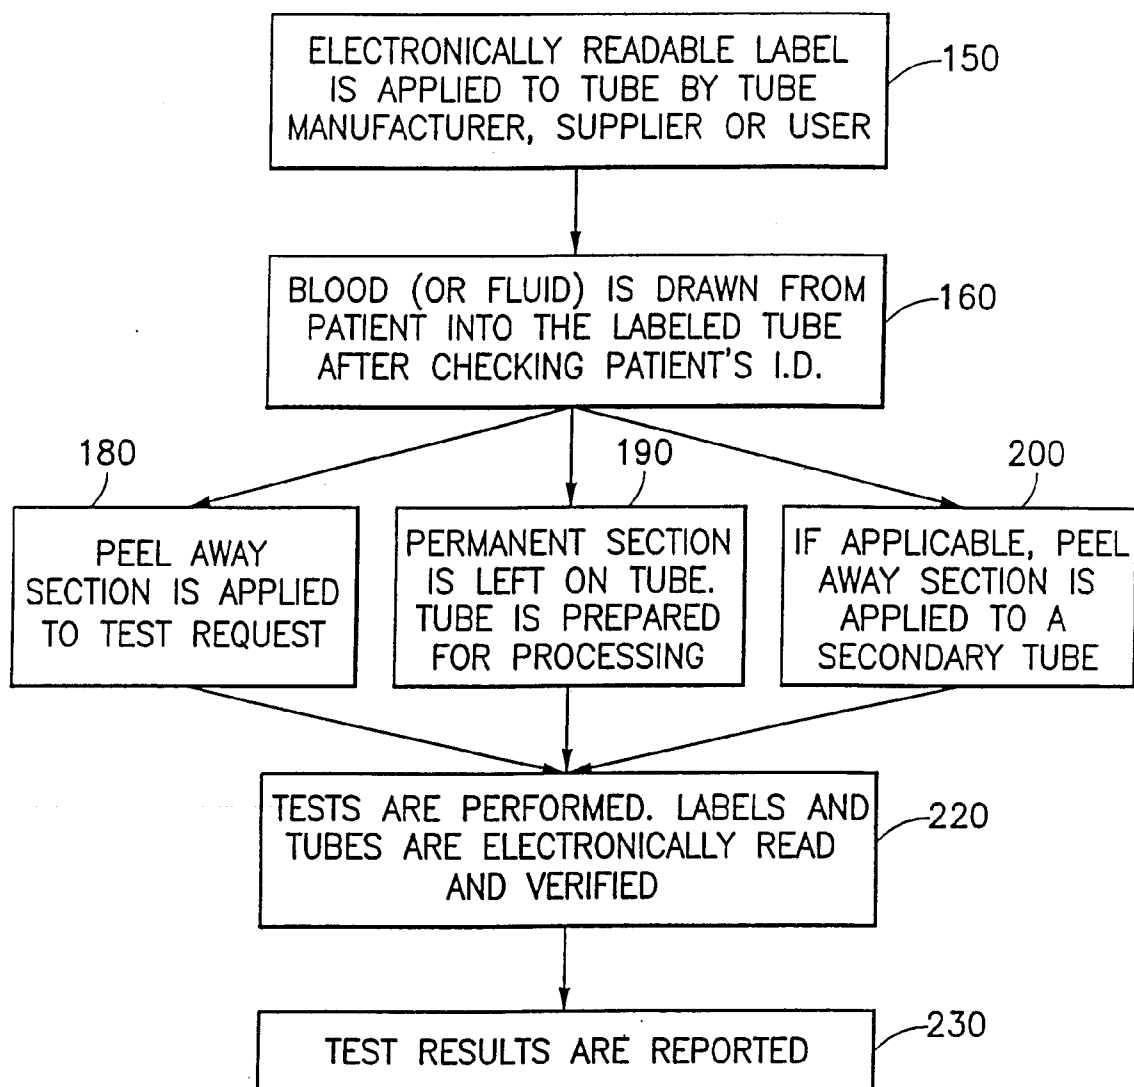 ELECTRONICALLY READABLE LABEL
IS APPLIED TO TUBE BY TUBE
MANUFACTURER, SUPPLIER OR USER
150
BLOOD (OR FLUID) IS DRAWN FROM
PATIENT INTO THE LABELED TUBE
AFTER CHECKING PATIENT'S I.D.
160
180
PEEL AWAY
SECTION IS APPLIED
TO TEST REQUEST
190
PERMANENT SECTION
IS LEFT ON TUBE.
TUBE IS PREPARED
FOR PROCESSING
200
IF APPLICABLE, PEEL
AWAY SECTION IS
APPLIED TO A
SECONDARY TUBE
TESTS ARE PERFORMED. LABELS AND
TUBES ARE ELECTRONICALLY READ
AND VERIFIED
220
TEST RESULTS ARE REPORTED
230